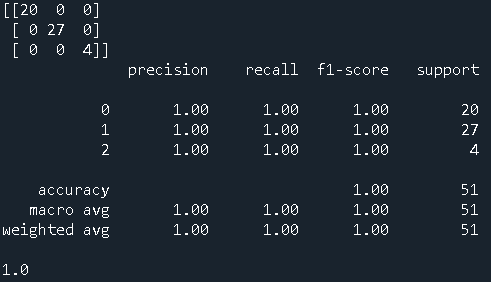 [[20  0  0]
 [ 0 27  0]
 [ 0  0  4]]
              precision    recall  f1-score   support

           0       1.00      1.00      1.00        20
           1       1.00      1.00      1.00        27
           2       1.00      1.00      1.00         4

    accuracy                           1.00        51
   macro avg       1.00      1.00      1.00        51
weighted avg       1.00      1.00      1.00        51

1.0